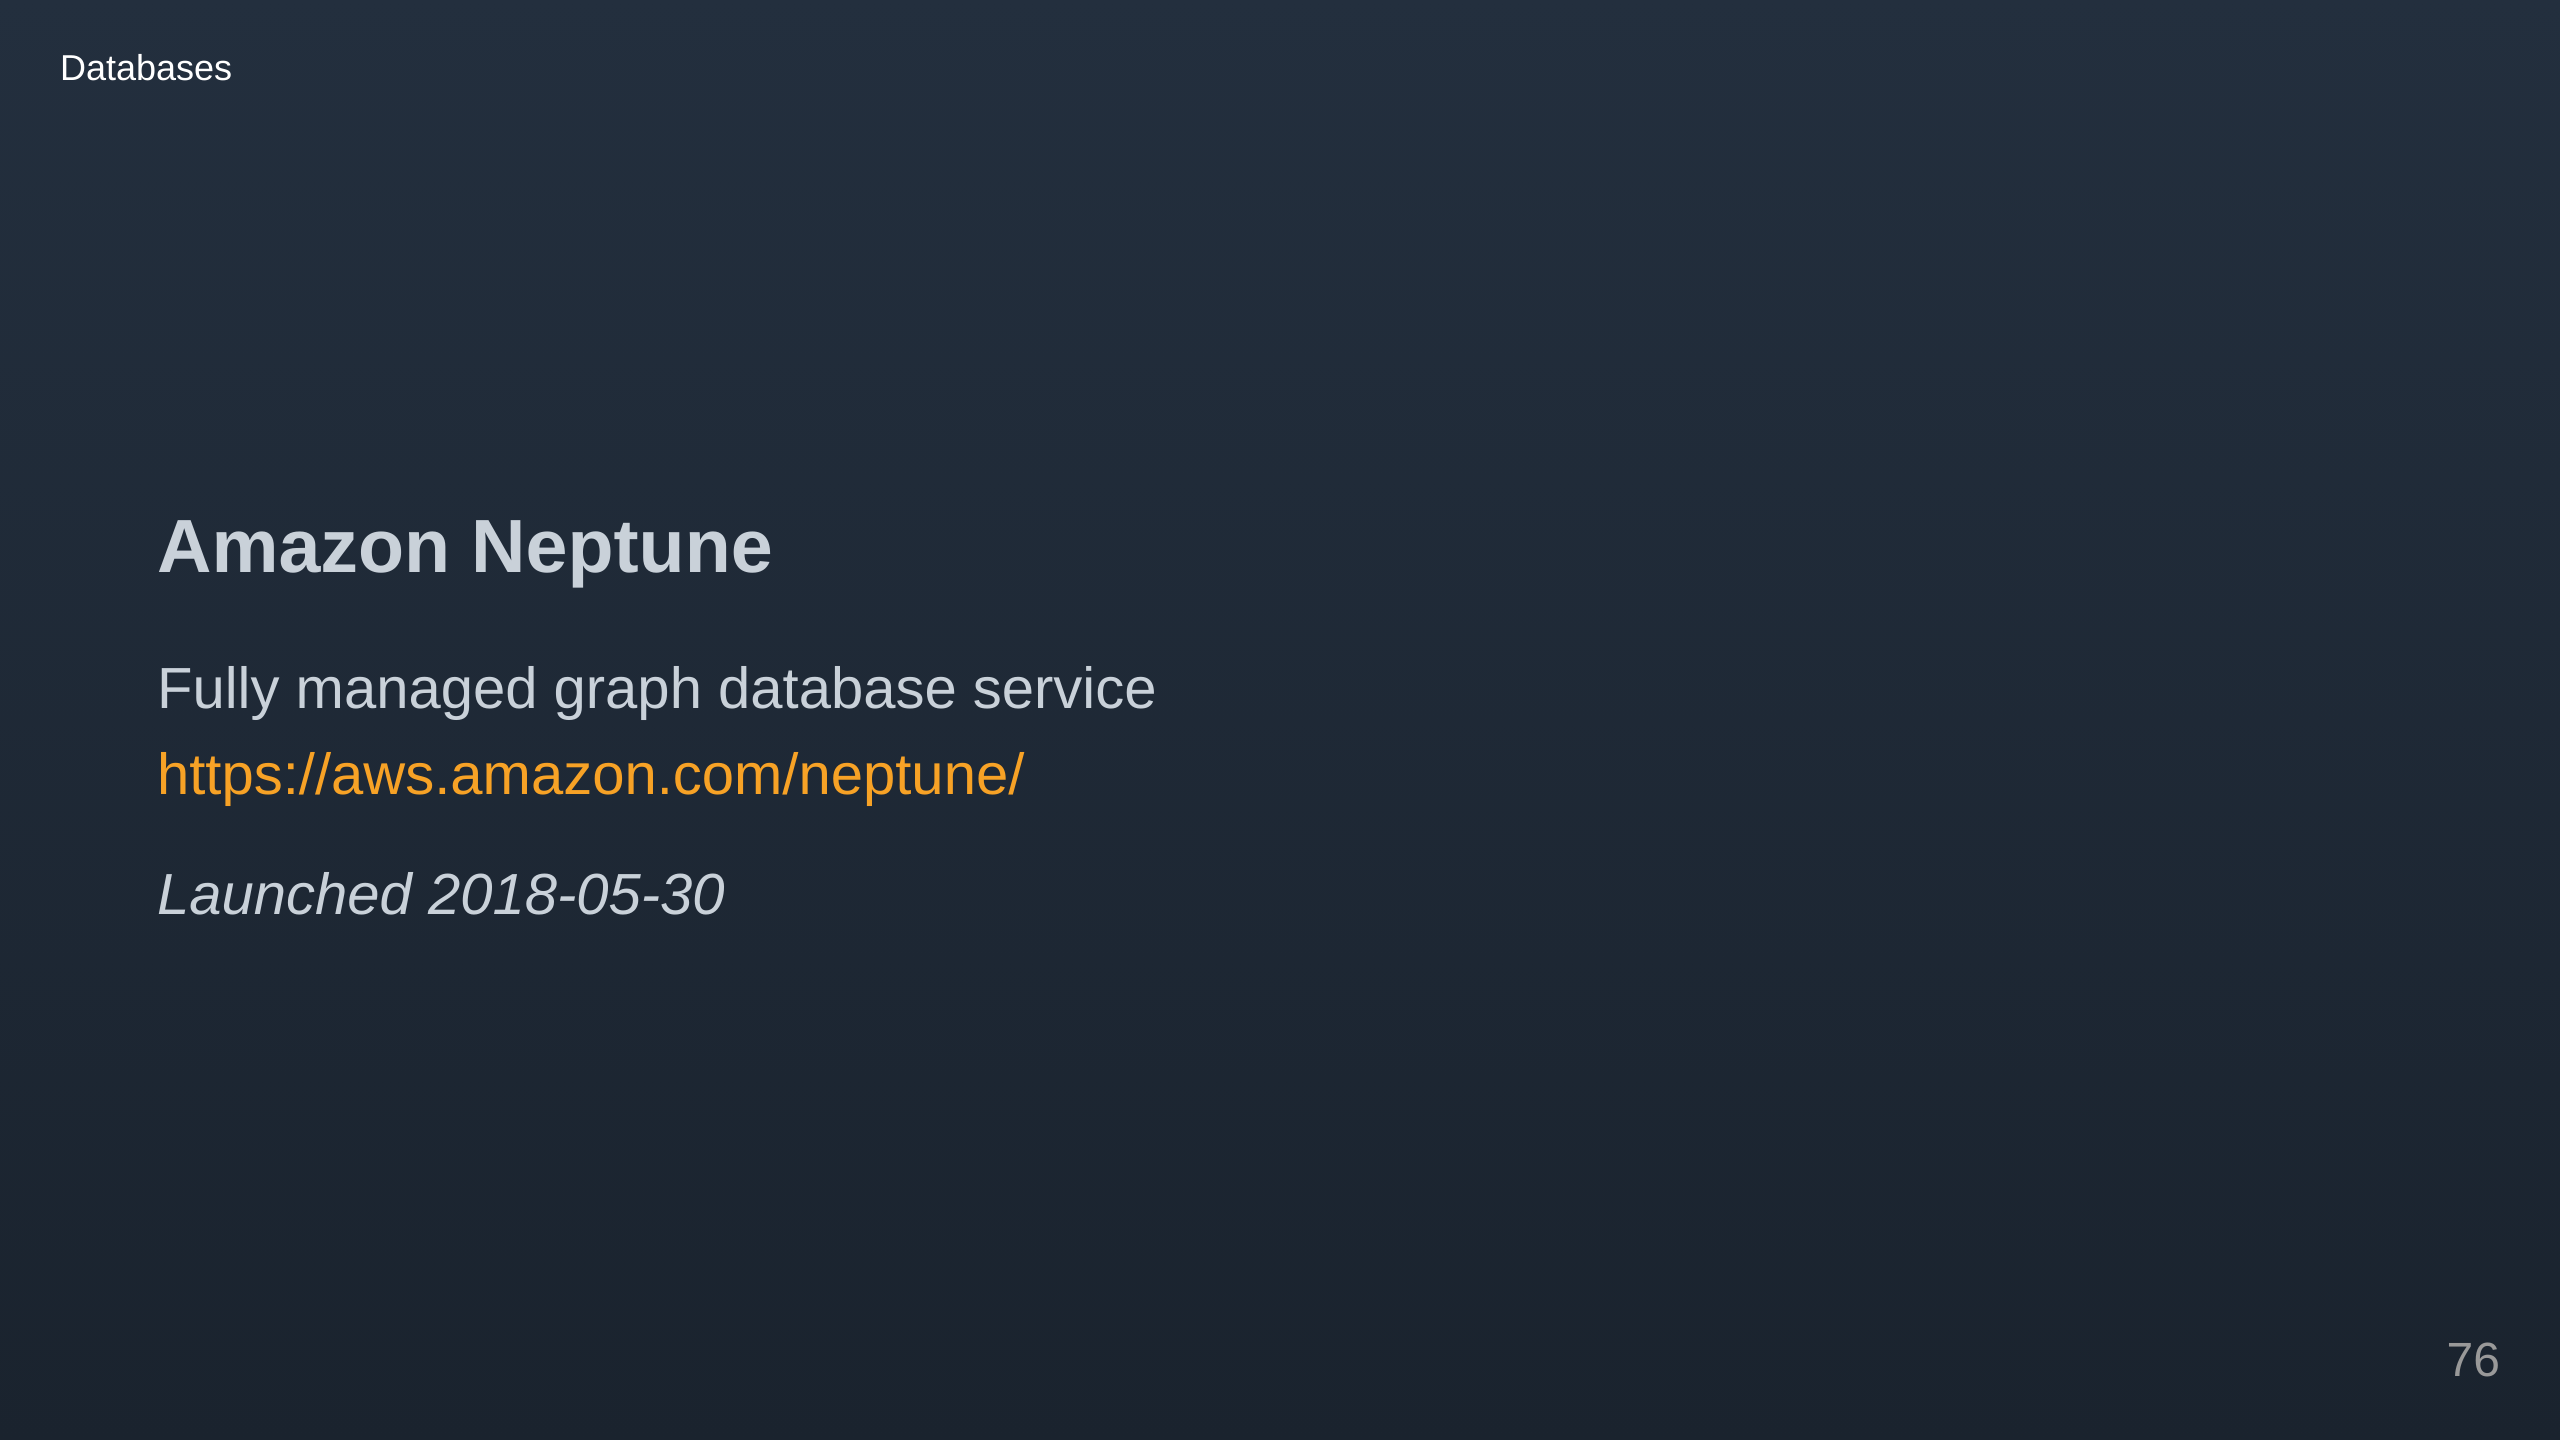 Databases
Amazon Neptune
Fully managed graph database service
https://aws.amazon.com/neptune/
Launched 2018-05-30
76